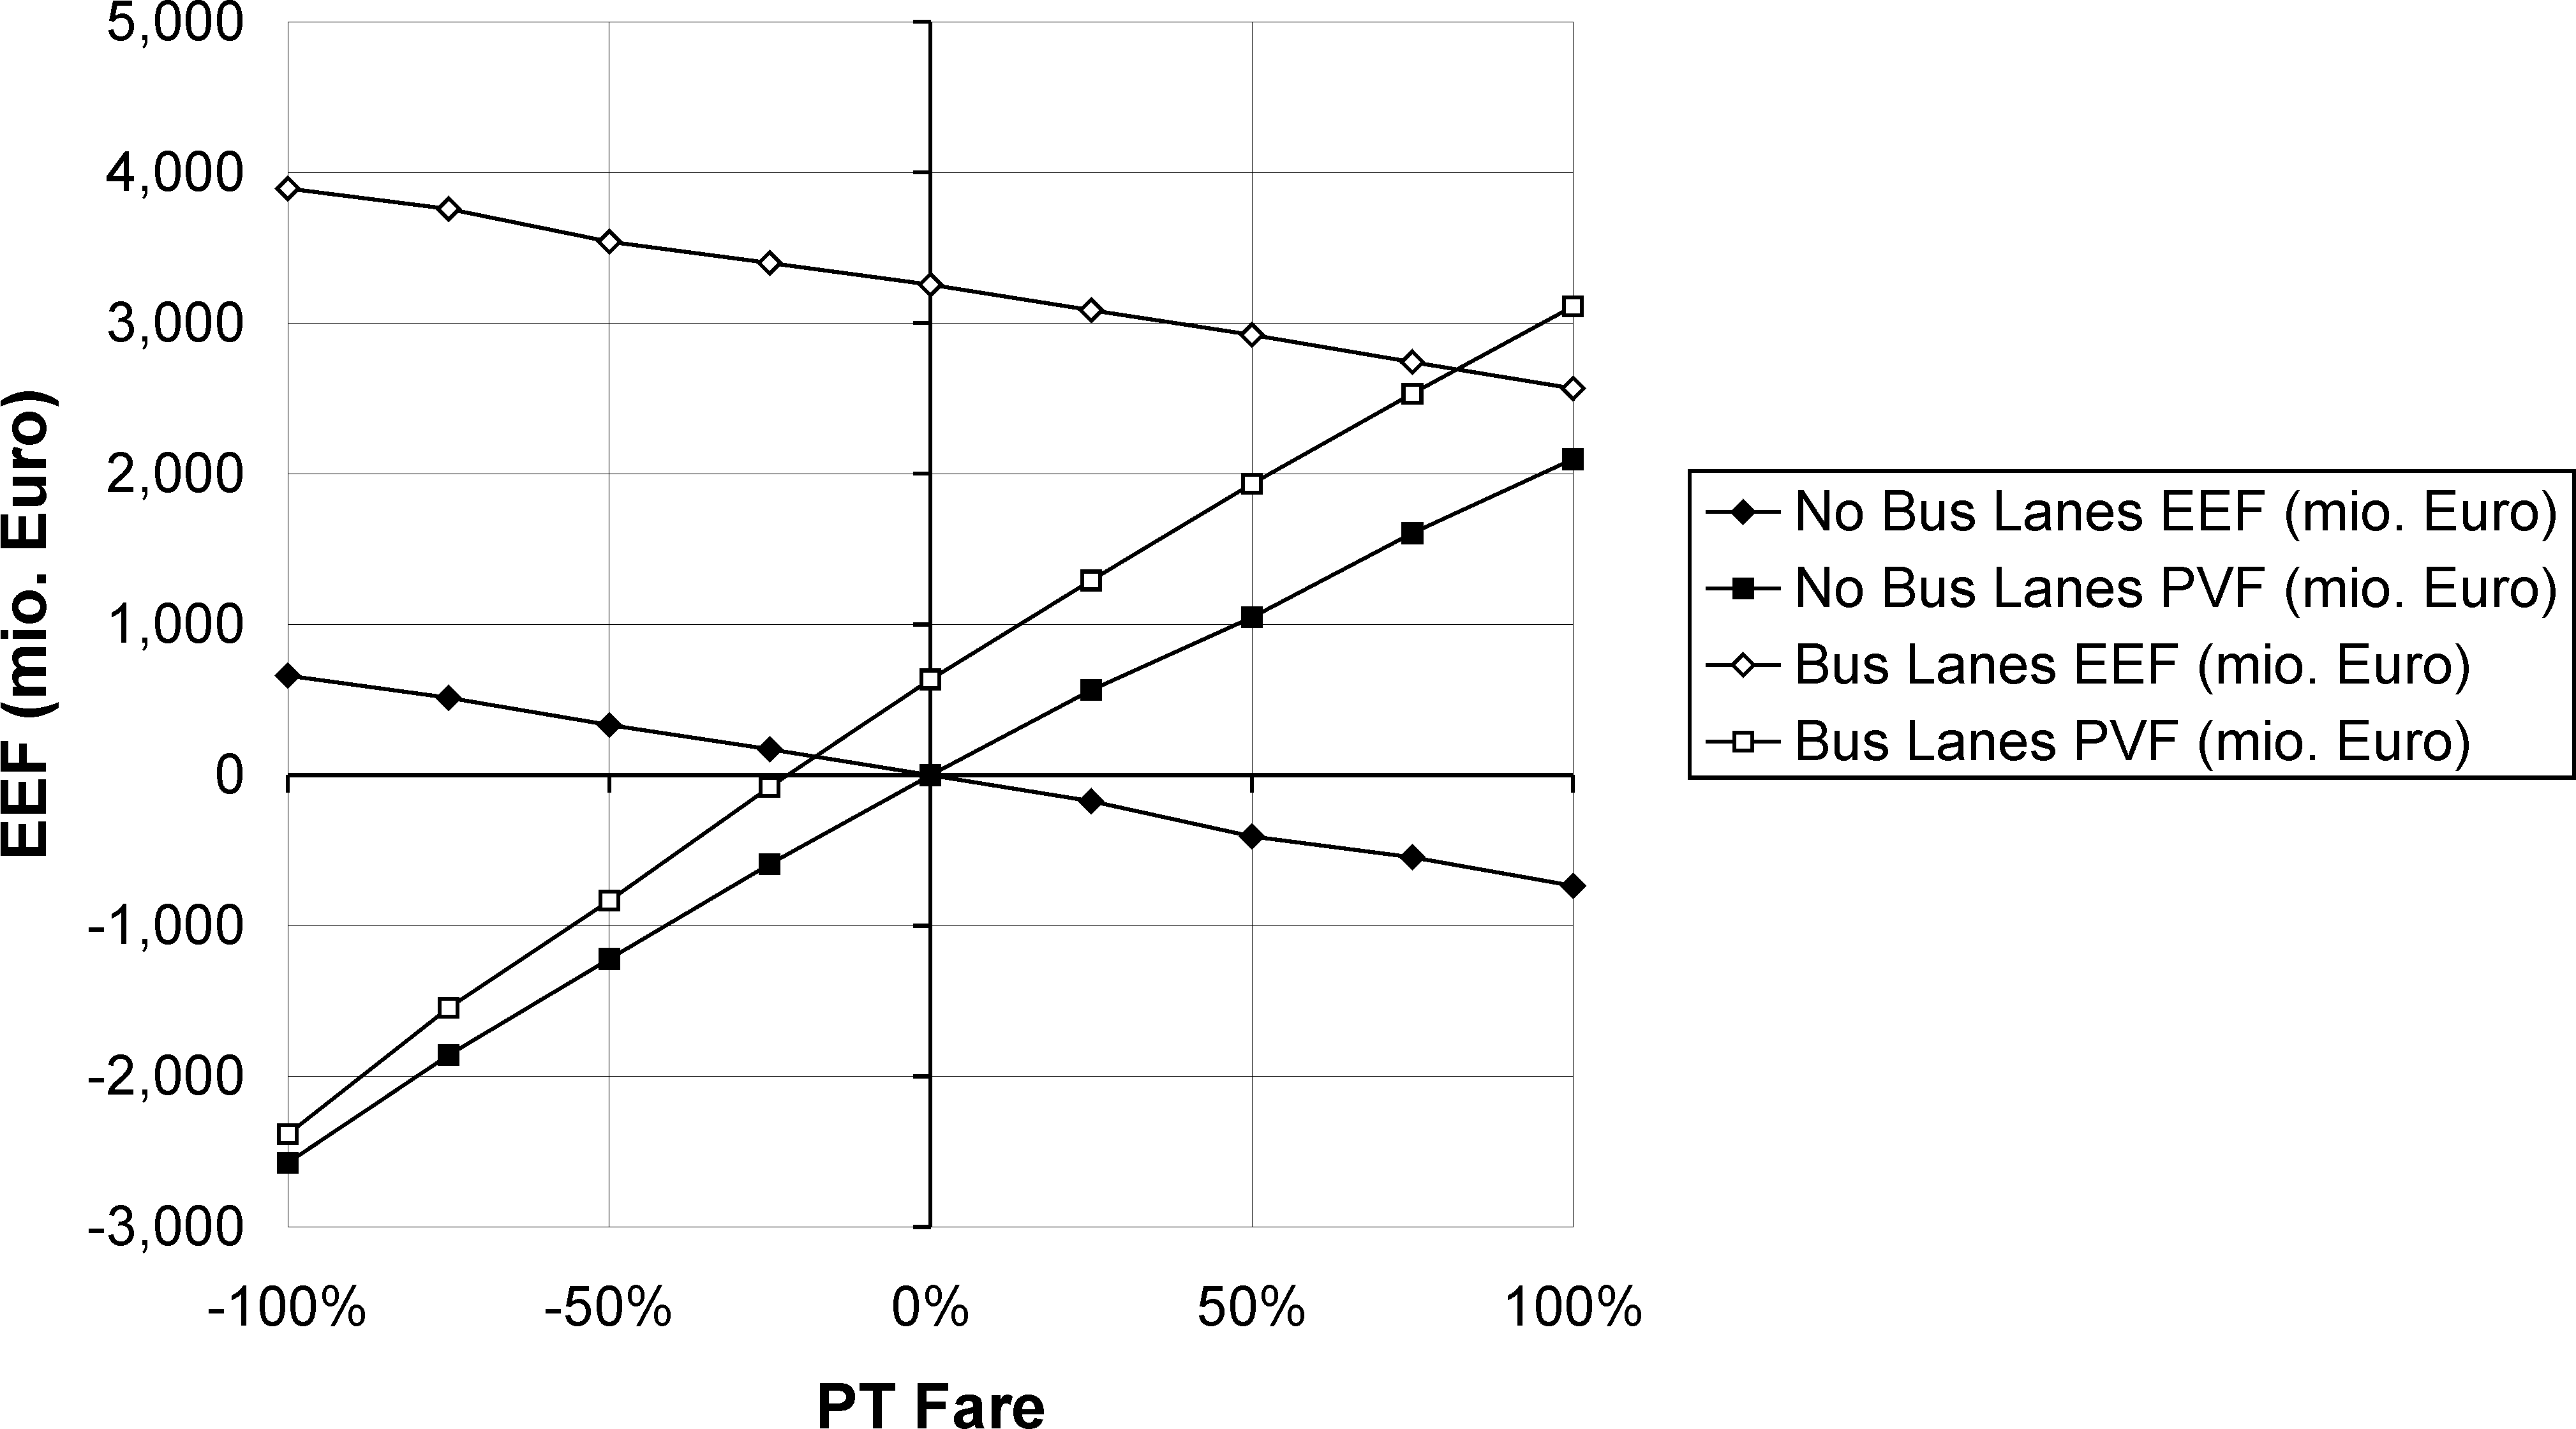 5,000
4,000
3,000
2,000
1,000
0
-1,000
-2,000
-3,000
EEF (mio. Euro)
-100% -50% 0% 50% 100%
PT Fare
No Bus Lanes EEF (mio. Euro)
No Bus Lanes PVF (mio. Euro)
Bus Lanes EEF (mio. Euro)
Bus Lanes PVF (mio. Euro)